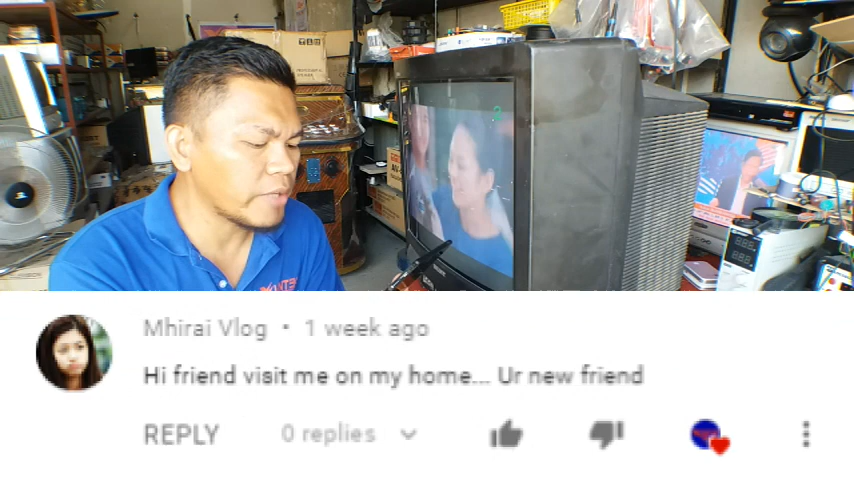 Mhirai Vlog • 1 week ago
Hi friend visit me on my home... Ur new friend
REPLY 0 replies